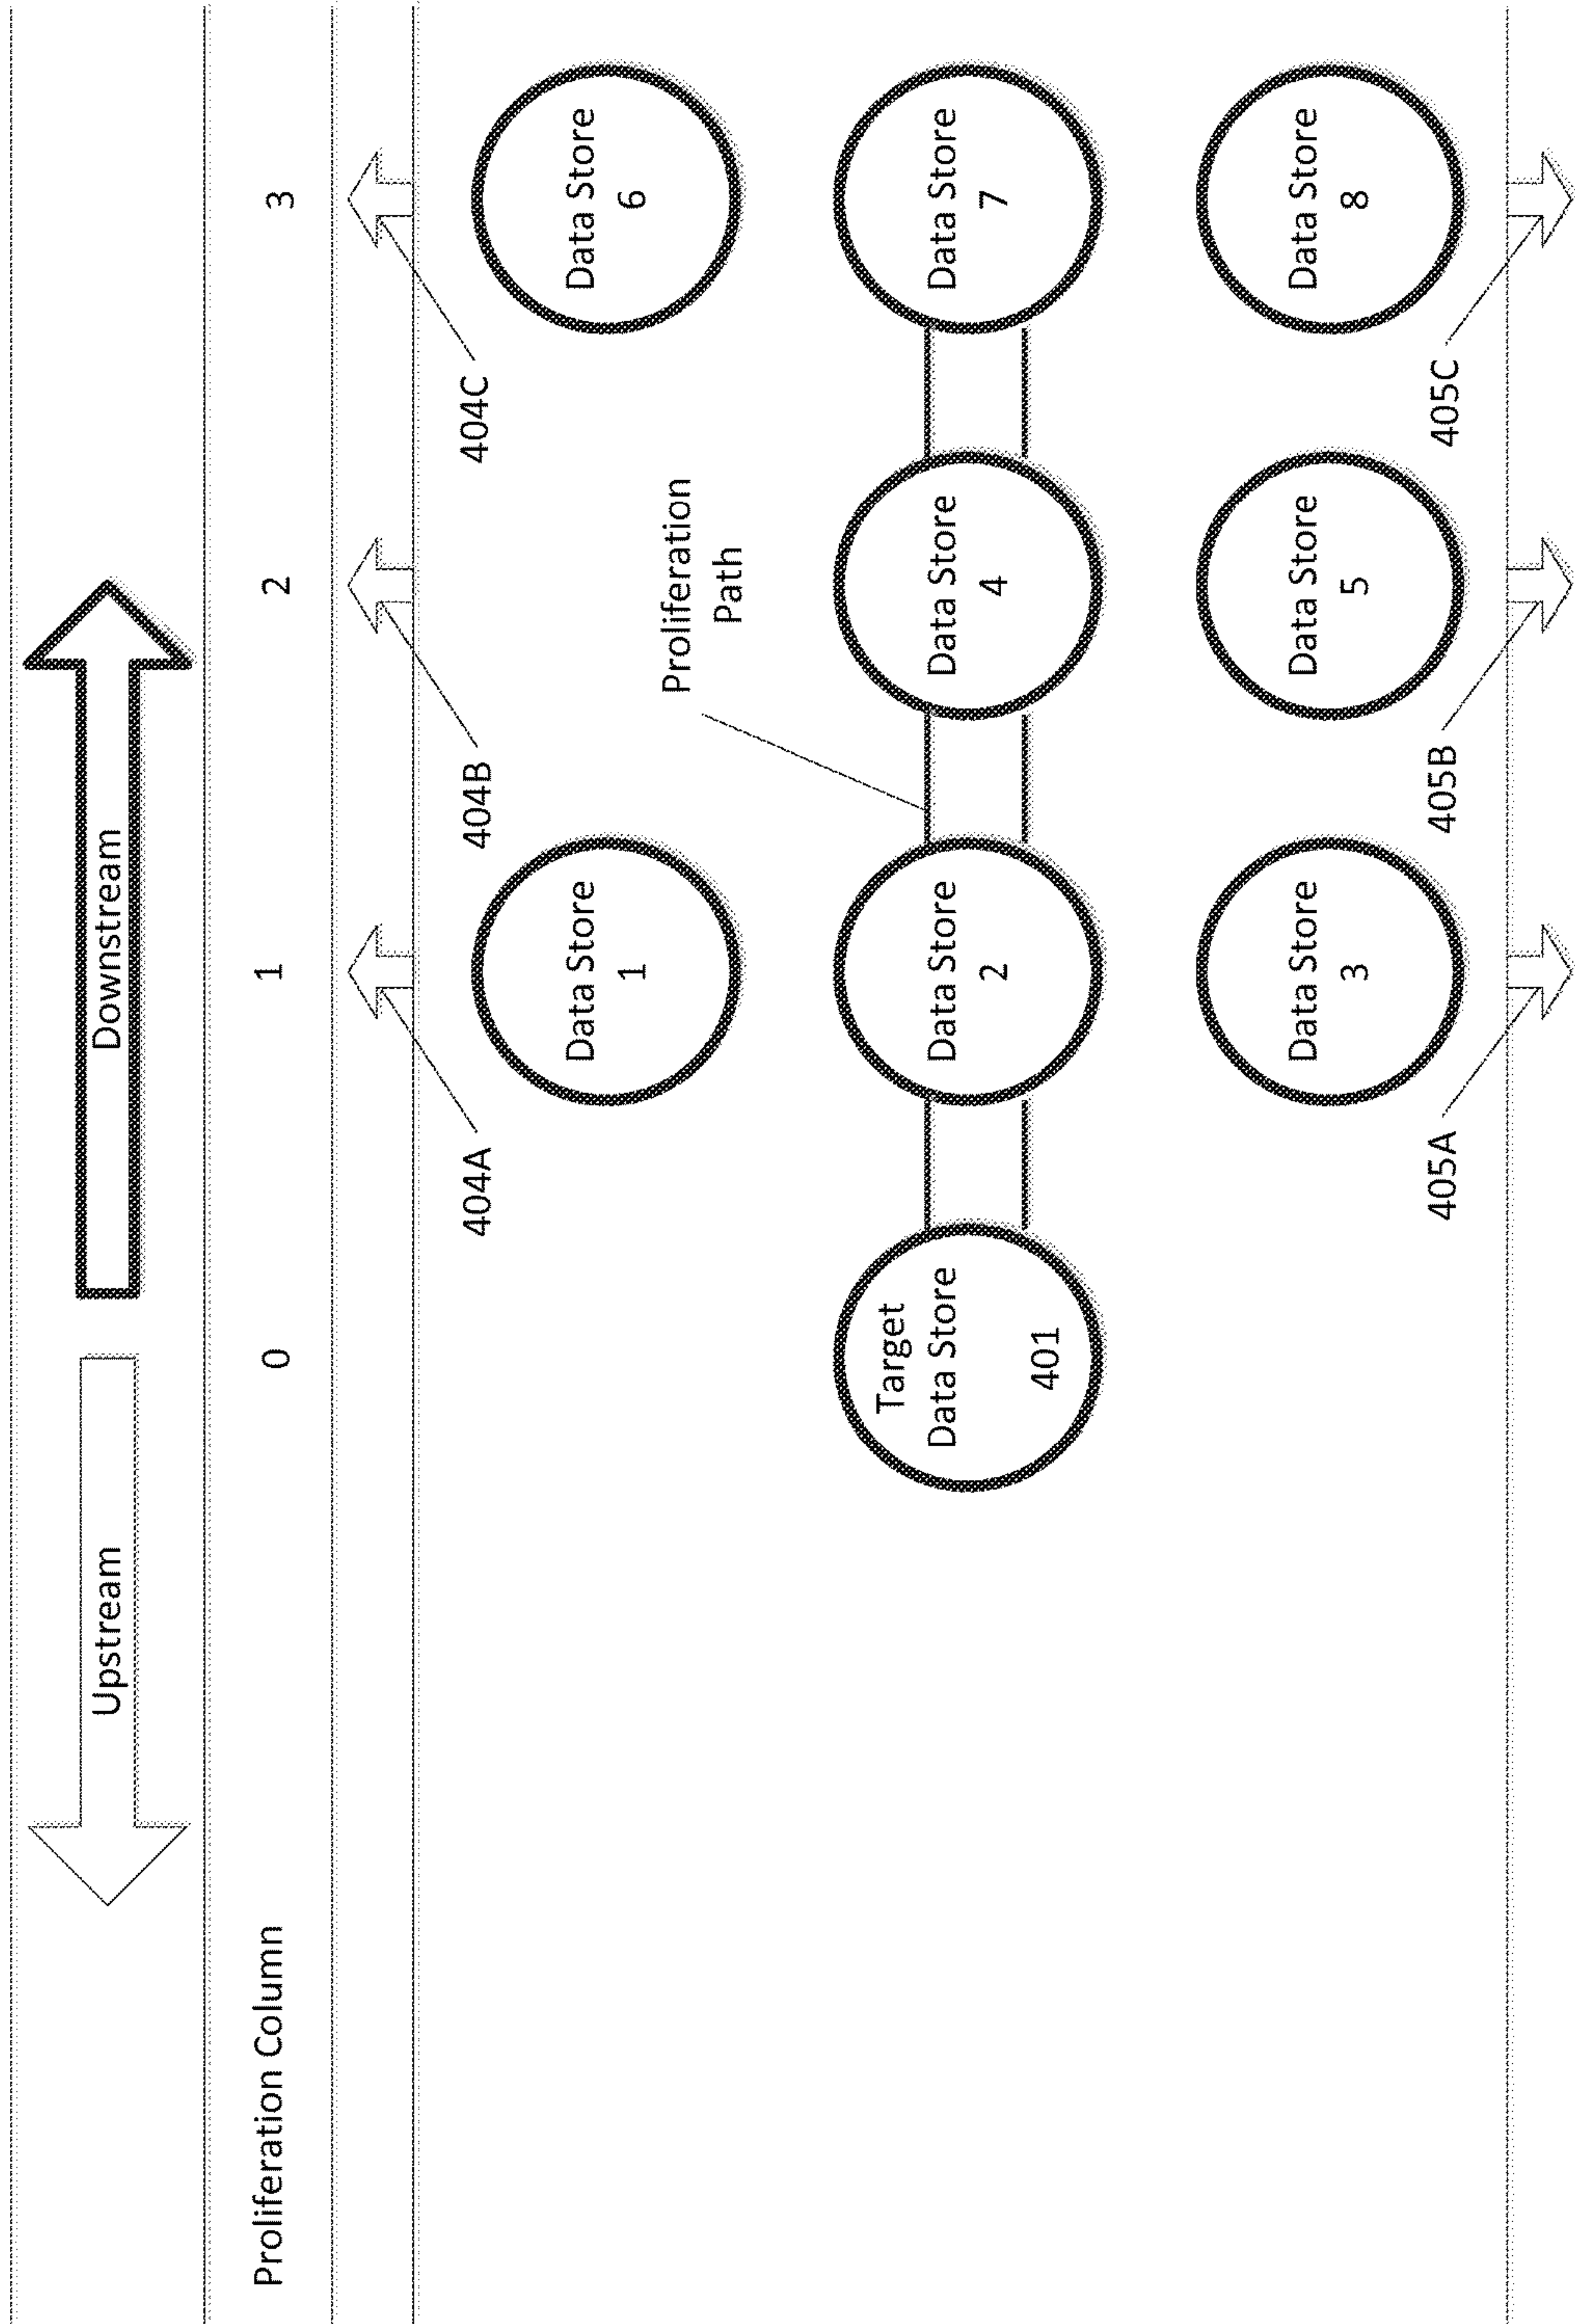 Upstream
Downstream
Proliferation Column
0
1
2
3
404A
404B
404C
Data Store
1
Data Store
6
Proliferation
Path
Target
Data Store
401
Data Store
2
Data Store
4
Data Store
7
Data Store
3
Data Store
5
Data Store
8
405A
405B
405C